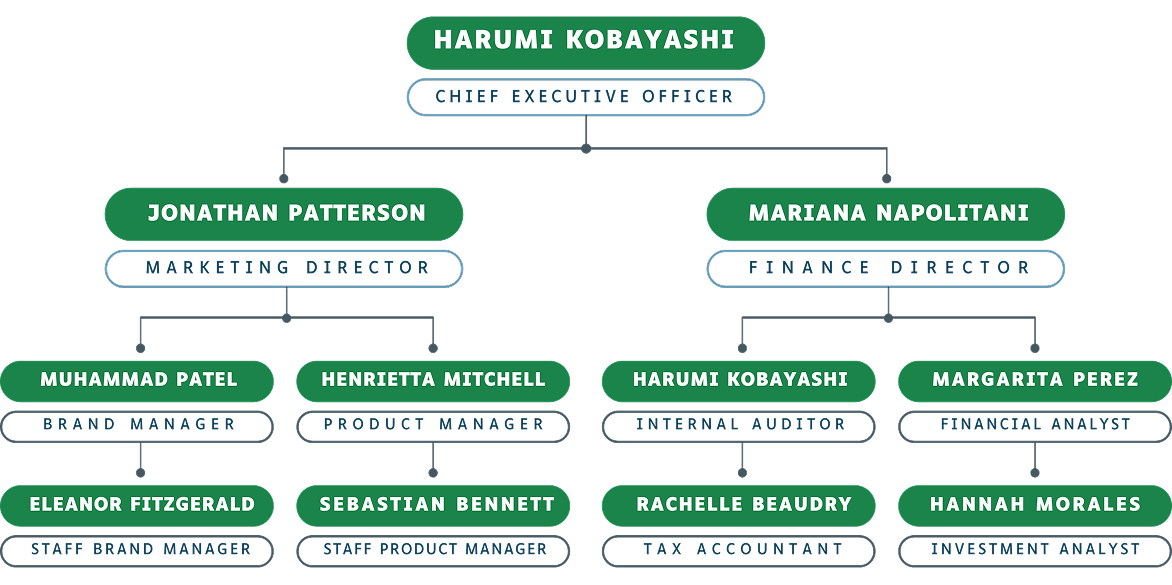 HARUMI KOBAYASHI
CHIEF EXECUTIVE OFFICER
JONATHAN PATTERSON
MARKETING DIRECTOR
MARIANA NAPOLITANI
FINANCE DIRECTOR
MUHAMMAD PATEL
BRAND MANAGER
HENRIETTA MITCHELL
PRODUCT MANAGER
HARUMI KOBAYASHI
INTERNAL AUDITOR
MARGARITA PEREZ
FINANCIAL ANALYST
ELEANOR FITZGERALD
STAFF BRAND MANAGER
SEBASTIAN BENNETT
STAFF PRODUCT MANAGER
RACHELLE BEAUDRY
TAX ACCOUNTANT
HANNAH MORALES
INVESTMENT ANALYST